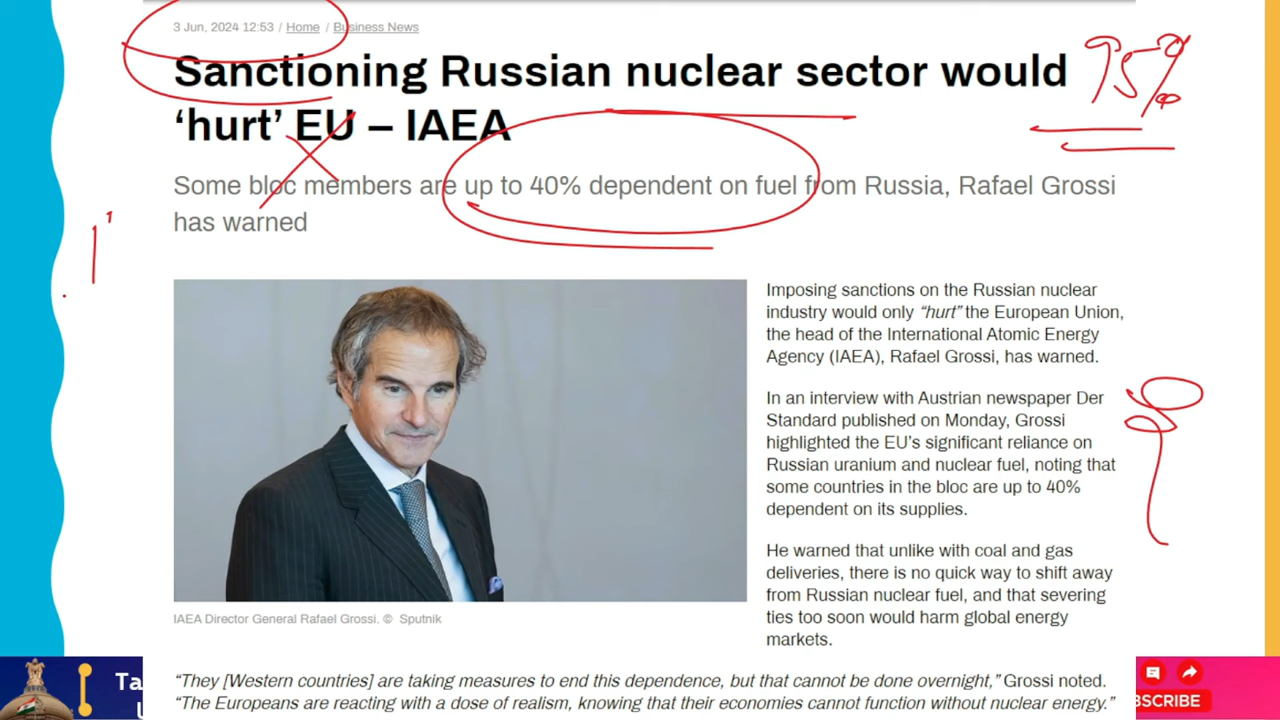 3 Jun, 2024 12:53 / Home / Business News
Sanctioning Russian nuclear sector would
‘hurt’ EU – IAEA
95%
Some bloc members are up to 40% dependent on fuel from Russia, Rafael Grossi
has warned
Imposing sanctions on the Russian nuclear
industry would only “hurt” the European Union,
the head of the International Atomic Energy
Agency (IAEA), Rafael Grossi, has warned.
In an interview with Austrian newspaper Der
Standard published on Monday, Grossi
highlighted the EU’s significant reliance on
Russian uranium and nuclear fuel, noting that
some countries in the bloc are up to 40%
dependent on its supplies.
He warned that unlike with coal and gas
deliveries, there is no quick way to shift away
from Russian nuclear fuel, and that severing
ties too soon would harm global energy
markets.
IAEA Director General Rafael Grossi. © Sputnik
“They [Western countries] are taking measures to end this dependence, but that cannot be done overnight,” Grossi noted.
“The Europeans are reacting with a dose of realism, knowing that their economies cannot function without nuclear energy.”
Ta
SCRIBE